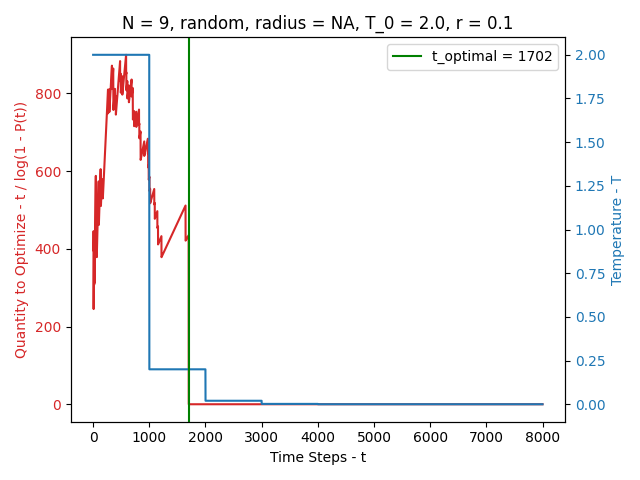 N = 9, random, radius = NA, T_0 = 2.0, r = 0.1
t_optimal = 1702
Quantity to Optimize - t / log(1 - P(t))
800
600
400
200
0
2.00
1.75
1.50
1.25
1.00
0.75
0.50
0.25
0.00
Temperature - T
0 1000 2000 3000 4000 5000 6000 7000 8000
Time Steps - t